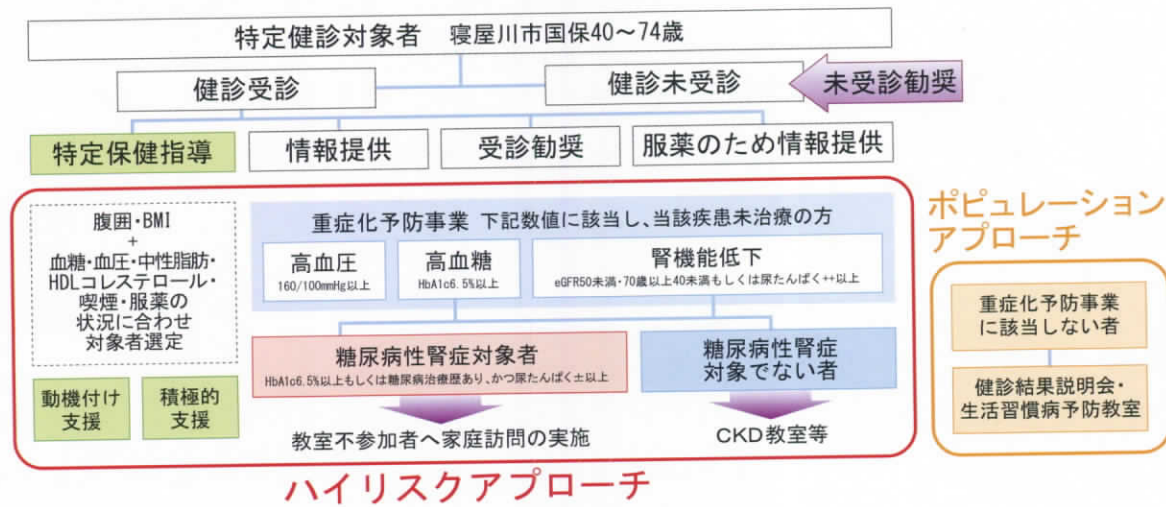 特定健診対象者 寝屋川市国保40～74歳
健診受診
健診未受診
未受診勧奨
特定保健指導
情報提供
受診勧奨
服薬のため情報提供
腹囲・BMI
+
血糖・血圧・中性脂肪・
HDLコレステロール・
喫煙・服薬の
状況に合わせ
対象者選定
動機付け
支援
積極的
支援
重症化予防事業 下記数値に該当し、当該疾患未治療の方
高血圧
160/100mmHg以上
高血糖
HbA1c6.5%以上
腎機能低下
eGFR50未満・70歳以上40未満もしくは尿たんぱく++以上
糖尿病性腎症対象者
HbA1c6.5%以上もしくは糖尿病治療歴あり、かつ尿たんぱく±以上
糖尿病性腎症
対象でない者
教室不参加者へ家庭訪問の実施
CKD教室等
ハイリスクアプローチ
ポピュレーション
アプローチ
重症化予防事業
に該当しない者
健診結果説明会・
生活習慣病予防教室